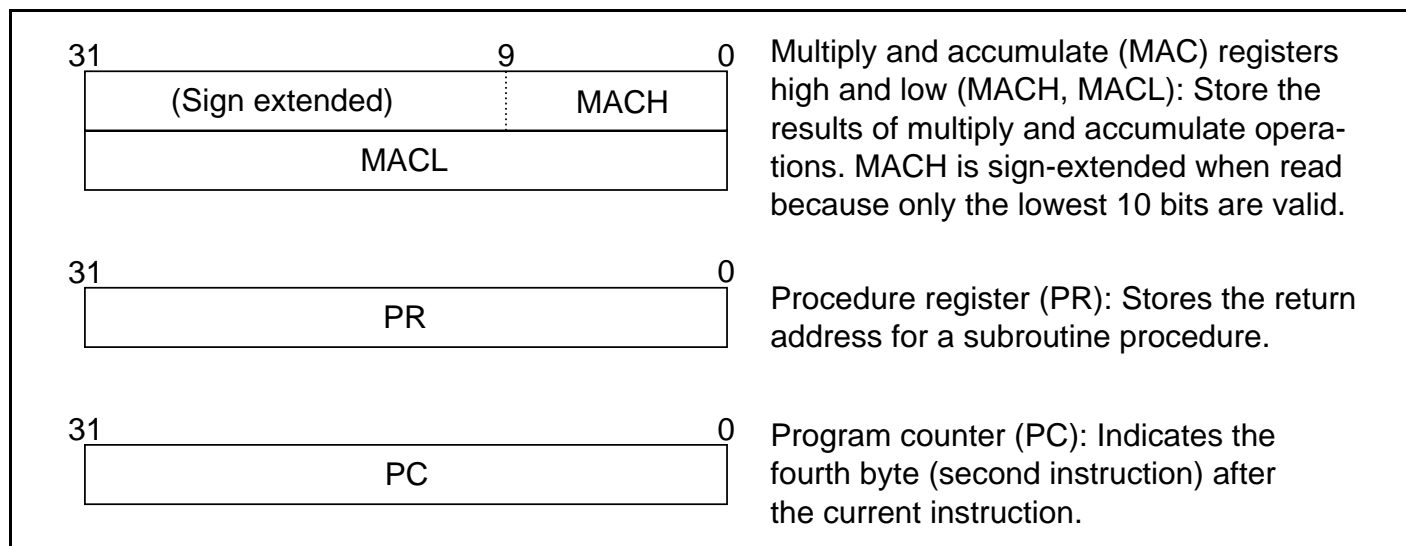 31 9 0
(Sign extended) MACH
MACL
Multiply and accumulate (MAC) registers
high and low (MACH, MACL): Store the
results of multiply and accumulate opera-
tions. MACH is sign-extended when read
because only the lowest 10 bits are valid.
31 0
PR
Procedure register (PR): Stores the return
address for a subroutine procedure.
31 0
PC
Program counter (PC): Indicates the
fourth byte (second instruction) after
the current instruction.